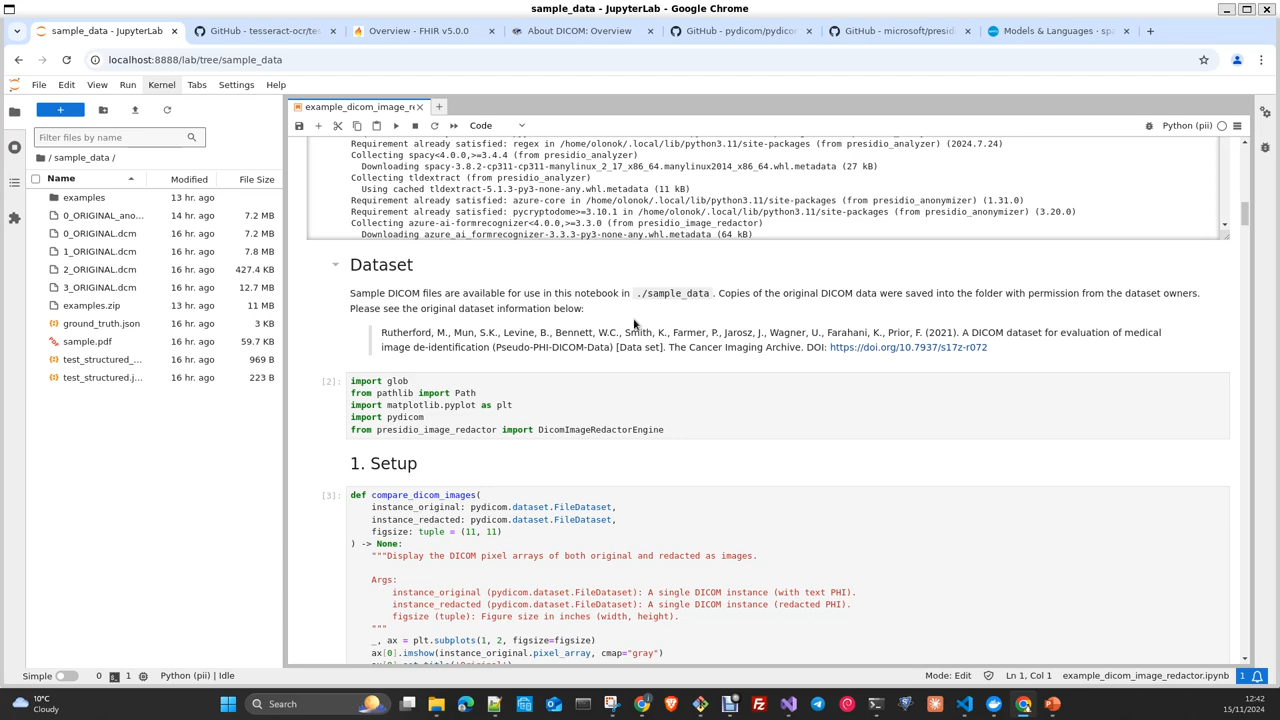 sample_data - JupyterLab - Google Chrome
sample_data - JupyterLab
GitHub - tesseract-ocr/tes
Overview - FHIR v5.0.0
About DICOM: Overview
GitHub - pydicom/pydico
GitHub - microsoft/presid
Models & Languages · spa
localhost:8888/lab/tree/sample_data
File Edit View Run Kernel Tabs Settings Help
example_dicom_image_re
Filter files by name
Code
Python (pii)
/ sample_data /
Name Modified File Size
examples 13 hr. ago
0_ORIGINAL_ano... 14 hr. ago 7.2 MB
0_ORIGINAL.dcm 16 hr. ago 7.2 MB
1_ORIGINAL.dcm 16 hr. ago 7.8 MB
2_ORIGINAL.dcm 16 hr. ago 427.4 KB
3_ORIGINAL.dcm 16 hr. ago 12.7 MB
examples.zip 13 hr. ago 11 MB
ground_truth.json 16 hr. ago 3 KB
sample.pdf 16 hr. ago 59.7 KB
test_structured_... 16 hr. ago 969 B
test_structured.j... 16 hr. ago 223 B
Requirement already satisfied: regex in /home/olonok/.local/lib/python3.11/site-packages (from presidio_analyzer) (2024.7.24)
Collecting spacy<4.0.0,>=3.4.4 (from presidio_analyzer)
Downloading spacy-3.8.2-cp311-cp311-manylinux_2_17_x86_64.manylinux2014_x86_64.whl.metadata (27 kB)
Collecting tldextract (from presidio_analyzer)
Using cached tldextract-5.1.3-py3-none-any.whl.metadata (11 kB)
Requirement already satisfied: azure-core in /home/olonok/.local/lib/python3.11/site-packages (from presidio_anonymizer) (1.31.0)
Requirement already satisfied: pycryptodome>=3.10.1 in /home/olonok/.local/lib/python3.11/site-packages (from presidio_anonymizer) (3.20.0)
Collecting azure-ai-formrecognizer<4.0.0,>=3.3.0 (from presidio_image_redactor)
Downloading azure_ai_formrecognizer-3.3.3-py3-none-any.whl.metadata (64 kB)
Dataset
Sample DICOM files are available for use in this notebook in ./sample_data. Copies of the original DICOM data were saved into the folder with permission from the dataset owners.
Please see the original dataset information below:
Rutherford, M., Mun, S.K., Levine, B., Bennett, W.C., Smith, K., Farmer, P., Jarosz, J., Wagner, U., Farahani, K., Prior, F. (2021). A DICOM dataset for evaluation of medical
image de-identification (Pseudo-PHI-DICOM-Data) [Data set]. The Cancer Imaging Archive. DOI: https://doi.org/10.7937/s17z-r072
[2]:
import glob
from pathlib import Path
import matplotlib.pyplot as plt
import pydicom
from presidio_image_redactor import DicomImageRedactorEngine
1. Setup
[3]:
def compare_dicom_images(
instance_original: pydicom.dataset.FileDataset,
instance_redacted: pydicom.dataset.FileDataset,
figsize: tuple = (11, 11)
) -> None:
"""Display the DICOM pixel arrays of both original and redacted as images.
Args:
instance_original (pydicom.dataset.FileDataset): A single DICOM instance (with text PHI).
instance_redacted (pydicom.dataset.FileDataset): A single DICOM instance (redacted PHI).
figsize (tuple): Figure size in inches (width, height).
"""
_, ax = plt.subplots(1, 2, figsize=figsize)
ax[0].imshow(instance_original.pixel_array, cmap="gray")
Simple 0 1 Python (pii) | Idle
Mode: Edit Ln 1, Col 1 example_dicom_image_redactor.ipynb 1
10°C
Cloudy
Search
12:42
15/11/2024